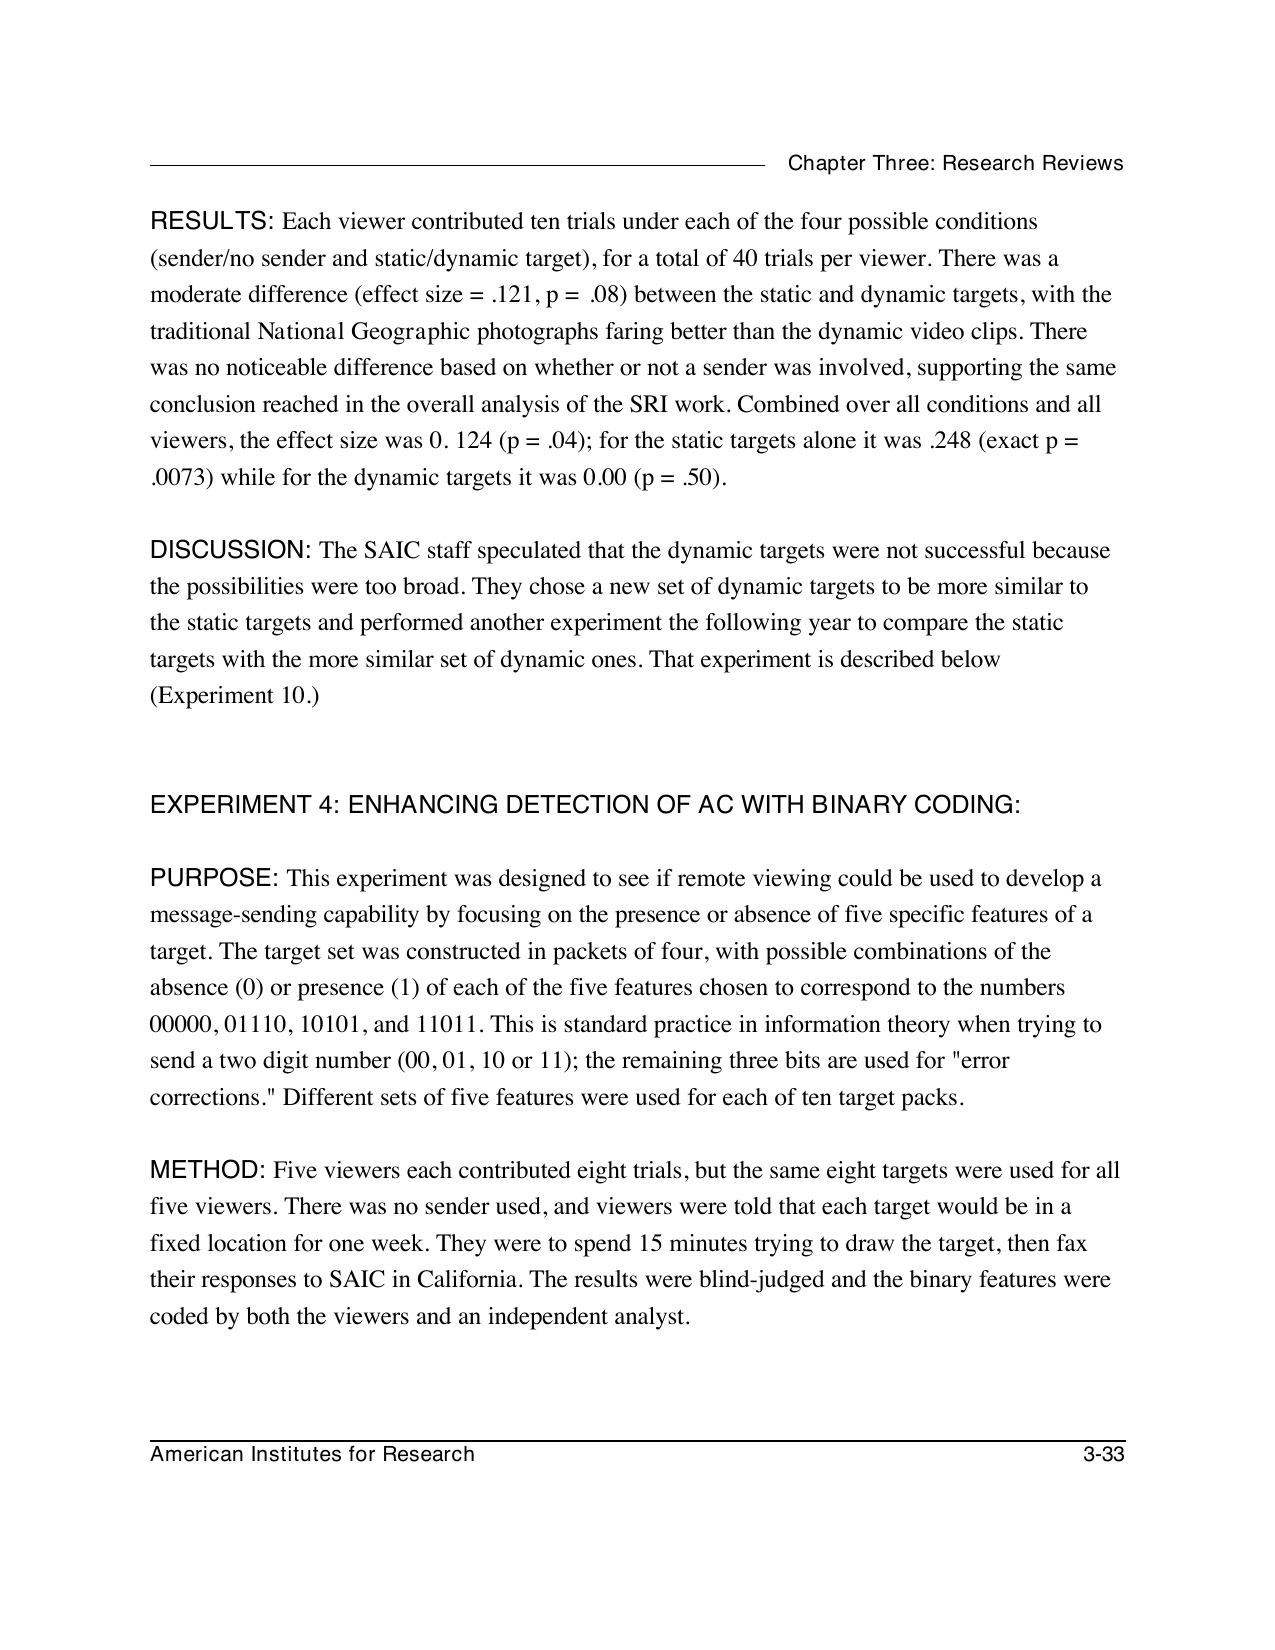 Chapter Three: Research Reviews
RESULTS: Each viewer contributed ten trials under each of the four possible conditions
(sender/no sender and static/dynamic target), for a total of 40 trials per viewer. There was a
moderate difference (effect size = .121, p = .08) between the static and dynamic targets, with the
traditional National Geographic photographs faring better than the dynamic video clips. There
was no noticeable difference based on whether or not a sender was involved, supporting the same
conclusion reached in the overall analysis of the SRI work. Combined over all conditions and all
viewers, the effect size was 0. 124 (p = .04); for the static targets alone it was .248 (exact p =
.0073) while for the dynamic targets it was 0.00 (p = .50).
DISCUSSION: The SAIC staff speculated that the dynamic targets were not successful because
the possibilities were too broad. They chose a new set of dynamic targets to be more similar to
the static targets and performed another experiment the following year to compare the static
targets with the more similar set of dynamic ones. That experiment is described below
(Experiment 10.)
EXPERIMENT 4: ENHANCING DETECTION OF AC WITH BINARY CODING:
PURPOSE: This experiment was designed to see if remote viewing could be used to develop a
message-sending capability by focusing on the presence or absence of five specific features of a
target. The target set was constructed in packets of four, with possible combinations of the
absence (0) or presence (1) of each of the five features chosen to correspond to the numbers
00000, 01110, 10101, and 11011. This is standard practice in information theory when trying to
send a two digit number (00, 01, 10 or 11); the remaining three bits are used for "error
corrections." Different sets of five features were used for each of ten target packs.
METHOD: Five viewers each contributed eight trials, but the same eight targets were used for all
five viewers. There was no sender used, and viewers were told that each target would be in a
fixed location for one week. They were to spend 15 minutes trying to draw the target, then fax
their responses to SAIC in California. The results were blind-judged and the binary features were
coded by both the viewers and an independent analyst.
American Institutes for Research
3-33